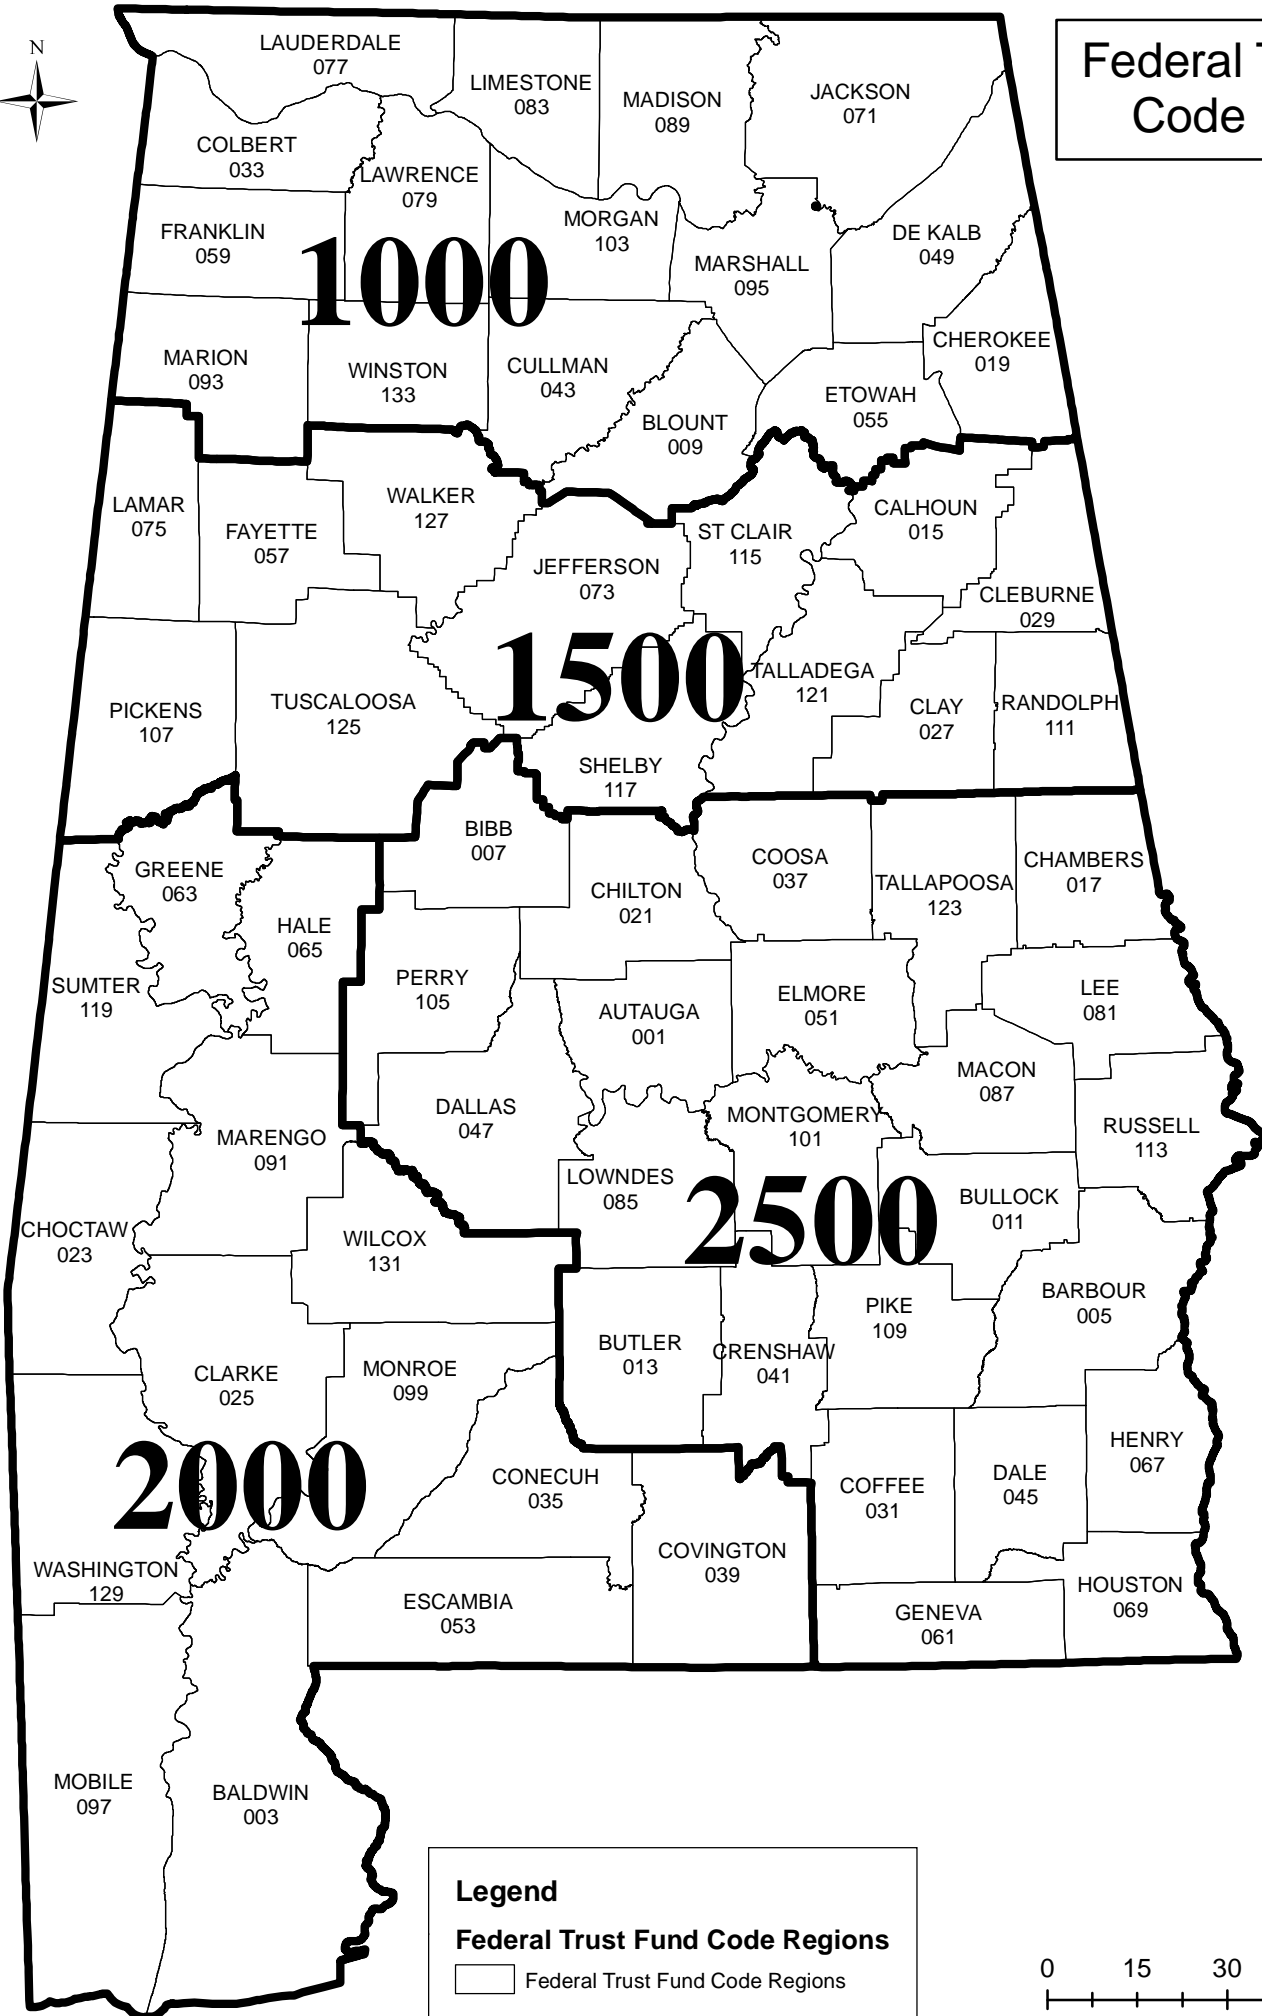 N
Federal
Code
LAUDERDALE
077
LIMESTONE
083
MADISON
089
JACKSON
071
COLBERT
033
LAWRENCE
079
FRANKLIN
059
MORGAN
103
DE KALB
049
MARSHALL
095
1000
CHEROKEE
019
MARION
093
WINSTON
133
CULLMAN
043
ETOWAH
055
BLOUNT
009
LAMAR
075
WALKER
127
FAYETTE
057
ST CLAIR
115
CALHOUN
015
JEFFERSON
073
CLEBURNE
029
1500
TALLADEGA
121
PICKENS
107
TUSCALOOSA
125
CLAY
027
RANDOLPH
111
SHELBY
117
BIBB
007
GREENE
063
COOSA
037
TALLAPOOSA
123
CHAMBERS
017
CHILTON
021
HALE
065
SUMTER
119
PERRY
105
AUTAUGA
001
ELMORE
051
LEE
081
MACON
087
DALLAS
047
MONTGOMERY
101
RUSSELL
113
MARENGO
091
LOWNDES
085
2500
BULLOCK
011
CHOCTAW
023
WILCOX
131
BARBOUR
005
PIKE
109
BUTLER
013
CRENSHAW
041
CLARKE
025
MONROE
099
HENRY
067
2000
CONECUH
035
COFFEE
031
DALE
045
COVINGTON
039
WASHINGTON
129
ESCAMBIA
053
GENEVA
061
HOUSTON
069
MOBILE
097
BALDWIN
003
Legend
Federal Trust Fund Code Regions
Federal Trust Fund Code Regions
0 15 30